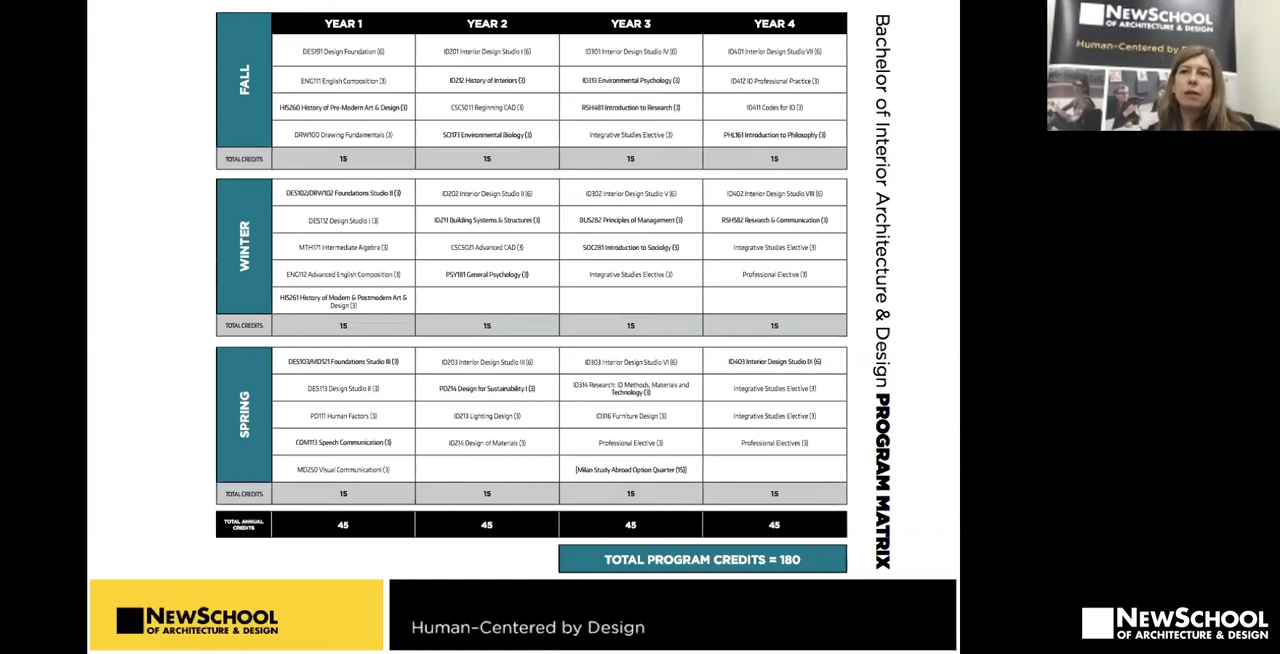 YEAR 1 YEAR 2 YEAR 3 YEAR 4
FALL
DES191 Design Foundation (6) ID201 Interior Design Studio I (6) ID301 Interior Design Studio IV (6) ID401 Interior Design Studio VII (6)
ENG111 English Composition (3) ID212 History of Interiors (3) ID313 Environmental Psychology (3) ID412 ID Professional Practice (3)
HIS260 History of Pre-Modern Art & Design (3) CSC5011 Beginning CAD (3) RSH481 Introduction to Research (3) ID411 Codes for ID (3)
DRW100 Drawing Fundamentals (3) SCI173 Environmental Biology (3) Integrative Studies Elective (3) PHL161 Introduction to Philosophy (3)
TOTAL CREDITS 15 15 15 15
WINTER
DES102/DRW102 Foundations Studio II (3) ID202 Interior Design Studio II (6) ID302 Interior Design Studio V (6) ID402 Interior Design Studio VIII (6)
DES112 Design Studio I (3) ID211 Building Systems & Structures (3) BUS282 Principles of Management (3) RSH582 Research & Communication (3)
MTH171 Intermediate Algebra (3) CSC5021 Advanced CAD (3) SOC281 Introduction to Sociolgy (3) Integrative Studies Elective (3)
ENG112 Advanced English Composition (3) PSY181 General Psychology (3) Integrative Studies Elective (3) Professional Elective (3)
HIS261 History of Modern & Postmodern Art &
Design (3)
TOTAL CREDITS 15 15 15 15
SPRING
DES103/MD121 Foundations Studio III (3) ID203 Interior Design Studio III (6) ID303 Interior Design Studio VI (6) ID403 Interior Design Studio IX (6)
DES113 Design Studio II (3) PD214 Design for Sustainability I (3) ID314 Research: ID Methods, Materials and Technology (3) Integrative Studies Elective (3)
PD111 Human Factors (3) ID213 Lighting Design (3) ID316 Furniture Design (3) Integrative Studies Elective (3)
COM113 Speech Communication (3) ID214 Design of Materials (3) Professional Elective (3) Professional Electives (3)
MD250 Visual CommunicationI (3) [Milan Study Abroad Option Quarter (15)]
TOTAL CREDITS 15 15 15 15
TOTAL ANNUAL
CREDITS 45 45 45 45
TOTAL PROGRAM CREDITS = 180
Bachelor of Interior Architecture & Design PROGRAM MATRIX
NEWSCHOOL
OF ARCHITECTURE & DESIGN
Human-Centered by Design
NEWSCHOOL
OF ARCHITECTURE & DESIGN
Human-Centered by
NEWSCHOOL
OF ARCHITECTURE & DESIGN